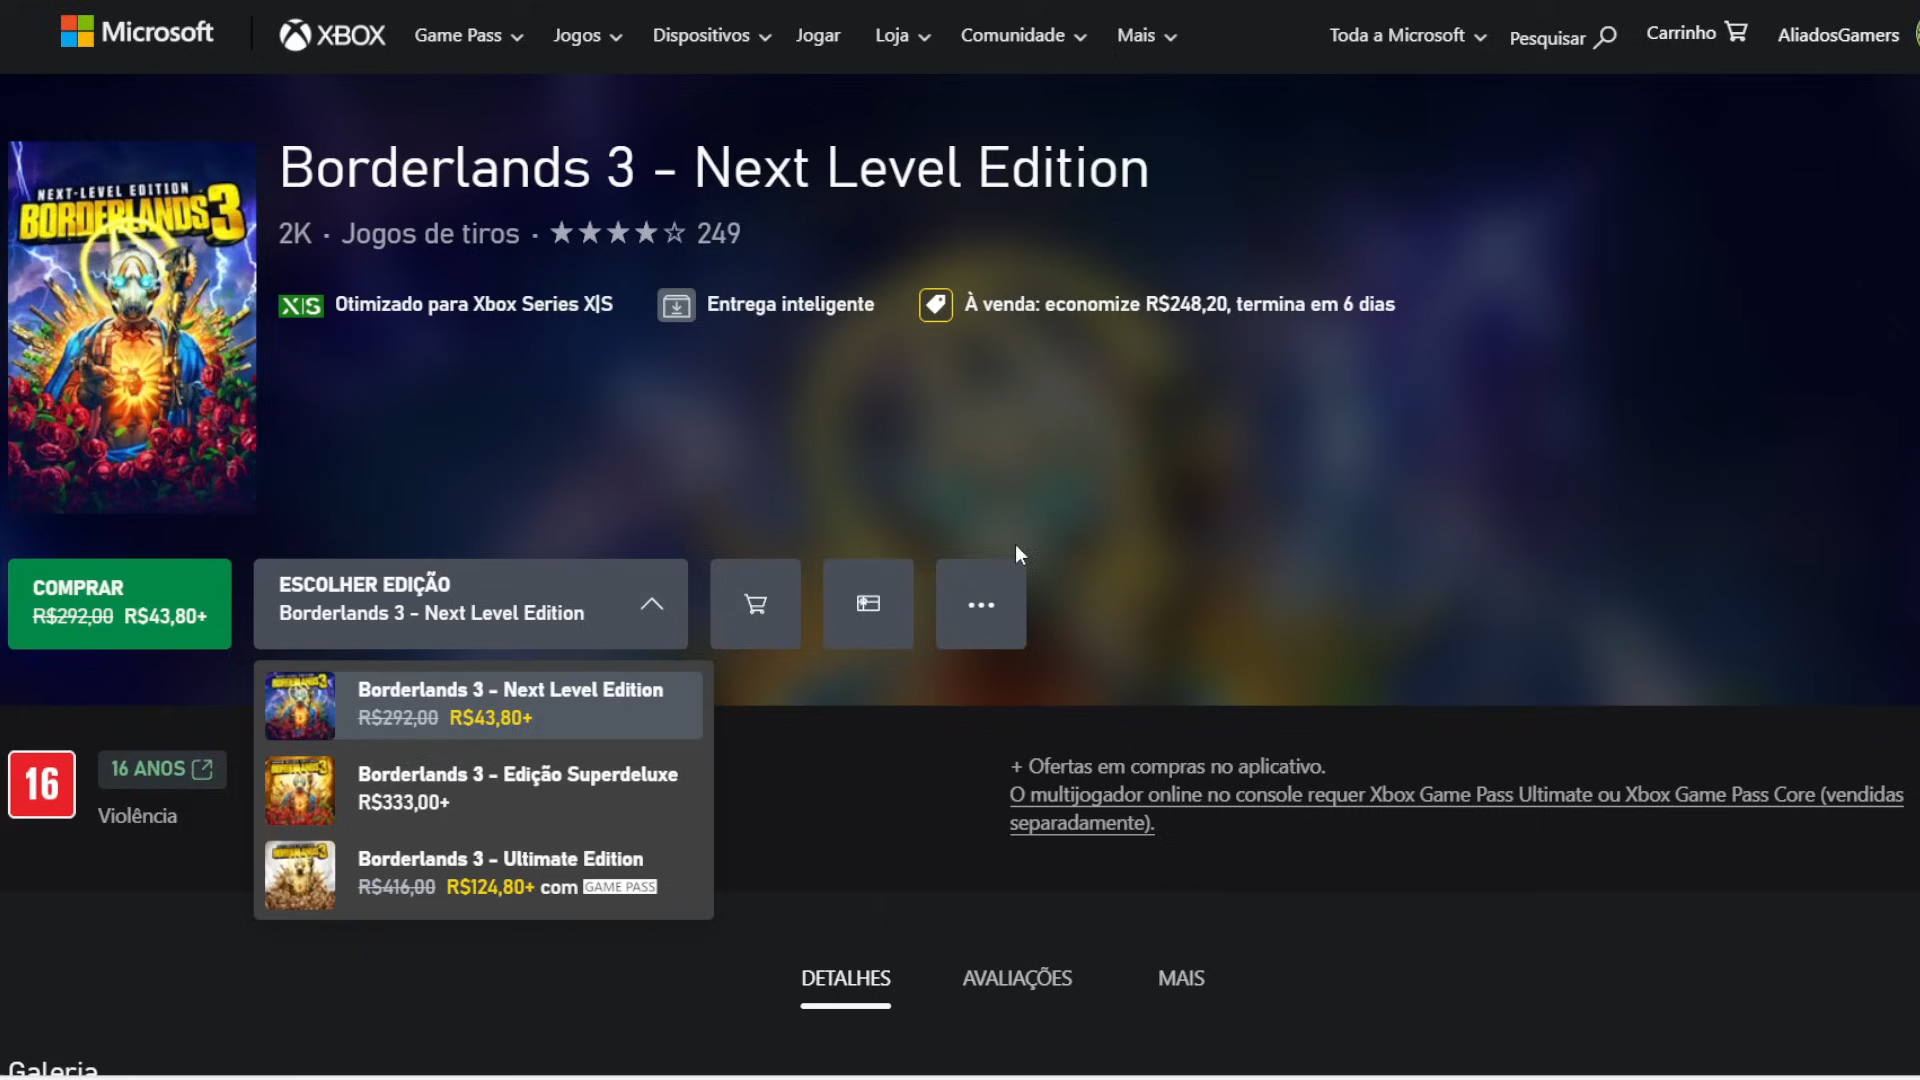 Microsoft
XBOX
Game Pass
Jogos
Dispositivos
Jogar
Loja
Comunidade
Mais
Toda a Microsoft
Pesquisar
Carrinho
AliadosGamers
NEXT-LEVEL EDITION
BORDERLANDS 3
Borderlands 3 - Next Level Edition
2K · Jogos de tiros · ★★★★☆ 249
X|S Otimizado para Xbox Series X|S
Entrega inteligente
À venda: economize R$248,20, termina em 6 dias
COMPRAR
R$292,00 R$43,80+
ESCOLHER EDIÇÃO
Borderlands 3 - Next Level Edition
Borderlands 3 - Next Level Edition
R$292,00 R$43,80+
Borderlands 3 - Edição Superdeluxe
R$333,00+
Borderlands 3 - Ultimate Edition
R$416,00 R$124,80+ com GAME PASS
16
16 ANOS
Violência
+ Ofertas em compras no aplicativo.
O multijogador online no console requer Xbox Game Pass Ultimate ou Xbox Game Pass Core (vendidas
separadamente).
DETALHES
AVALIAÇÕES
MAIS
Galeria